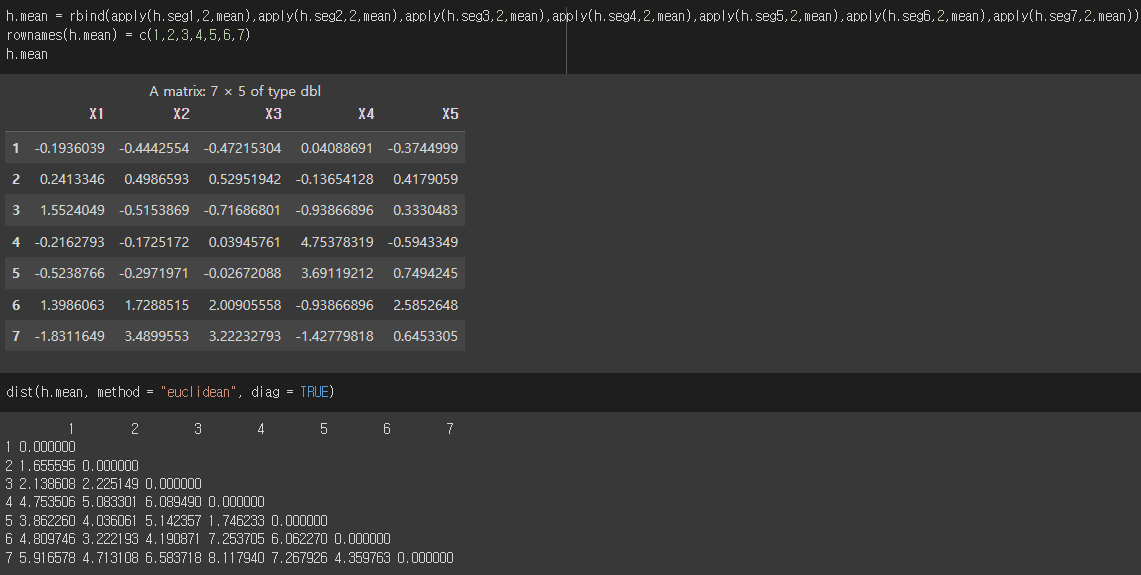 h.mean = rbind(apply(h.seg1,2,mean),apply(h.seg2,2,mean),apply(h.seg3,2,mean),apply(h.seg4,2,mean),apply(h.seg5,2,mean),apply(h.seg6,2,mean),apply(h.seg7,2,mean))
rownames(h.mean) = c(1,2,3,4,5,6,7)
h.mean
A matrix: 7 × 5 of type dbl
X1 X2 X3 X4 X5
1 -0.1936039 -0.4442554 -0.47215304 0.04088691 -0.3744999
2 0.2413346 0.4986593 0.52951942 -0.13654128 0.4179059
3 1.5524049 -0.5153869 -0.71686801 -0.93866896 0.3330483
4 -0.2162793 -0.1725172 0.03945761 4.75378319 -0.5943349
5 -0.5238766 -0.2971971 -0.02672088 3.69119212 0.7494245
6 1.3986063 1.7288515 2.00905558 -0.93866896 2.5852648
7 -1.8311649 3.4899553 3.22232793 -1.42779818 0.6453305
dist(h.mean, method = "euclidean", diag = TRUE)
1 2 3 4 5 6 7
1 0.000000
2 1.655595 0.000000
3 2.138608 2.225149 0.000000
4 4.753506 5.083301 6.089490 0.000000
5 3.862260 4.036061 5.142357 1.746233 0.000000
6 4.809746 3.222193 4.190871 7.253705 6.062270 0.000000
7 5.916578 4.713108 6.583718 8.117940 7.267926 4.359763 0.000000